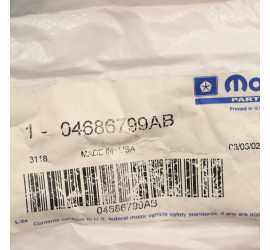 Mo
PART
Printed in
1 - 04686799AB
3118 MADE IN USA 03/03/02
04686799AB